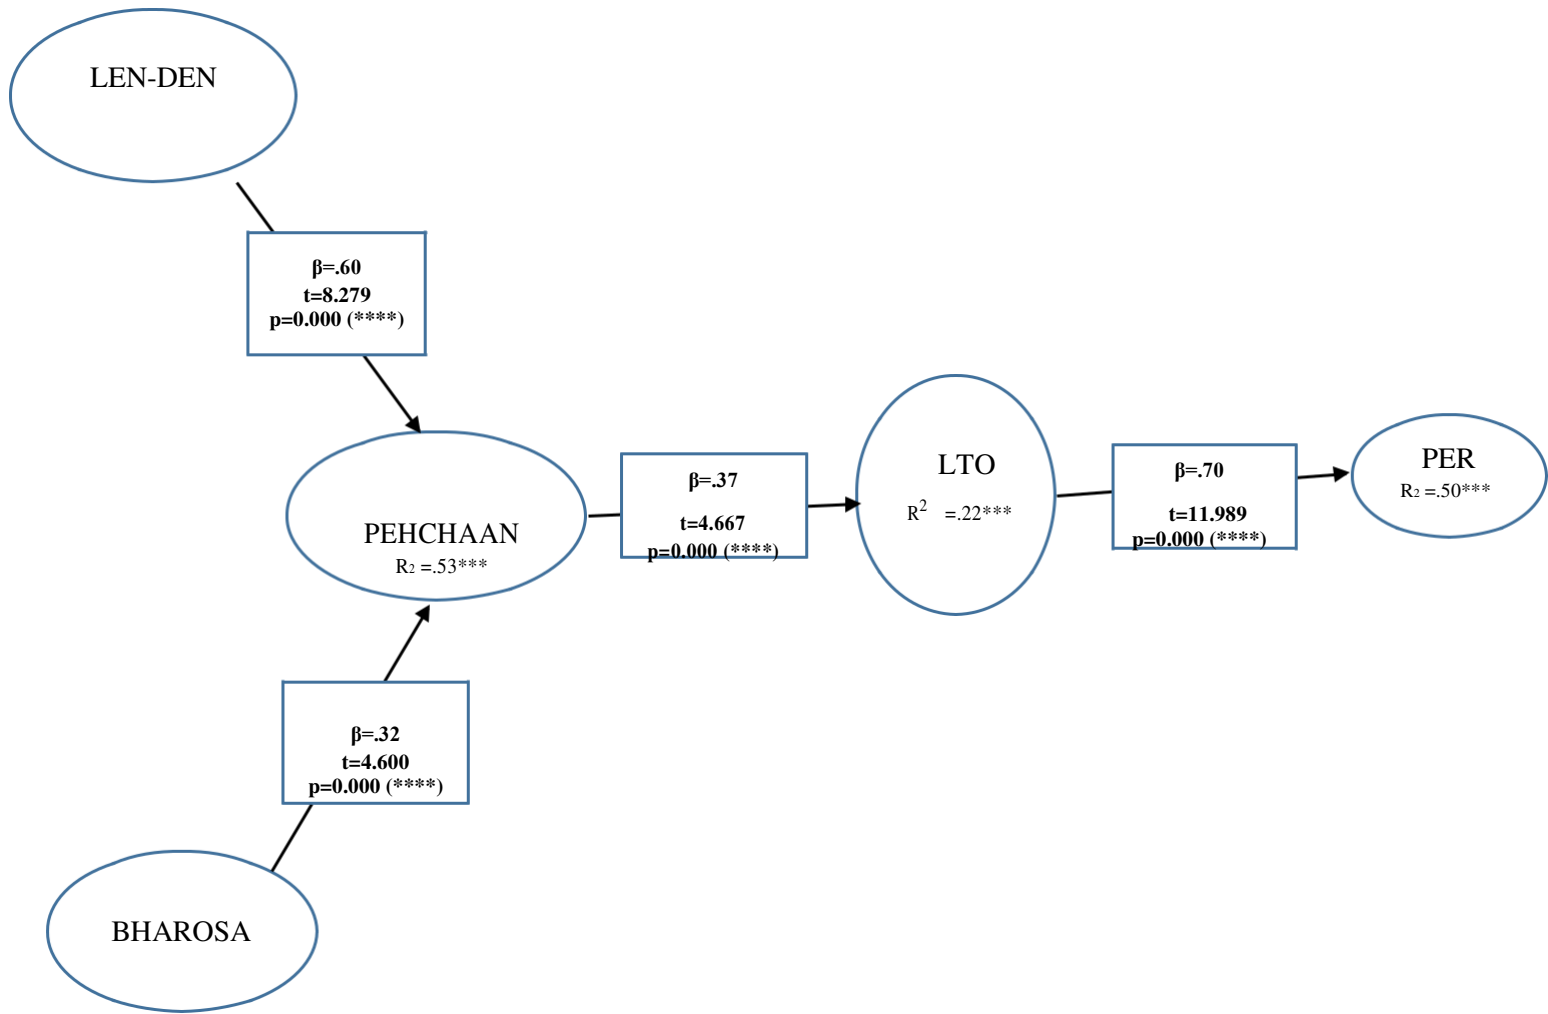 LEN-DEN
β=.60
t=8.279
p=0.000 (****)
PEHCHAAN
R2 =.53***
β=.37
t=4.667
p=0.000 (****)
LTO
R² =.22***
β=.70
t=11.989
p=0.000 (****)
PER
R2 =.50***
β=.32
t=4.600
p=0.000 (****)
BHAROSA